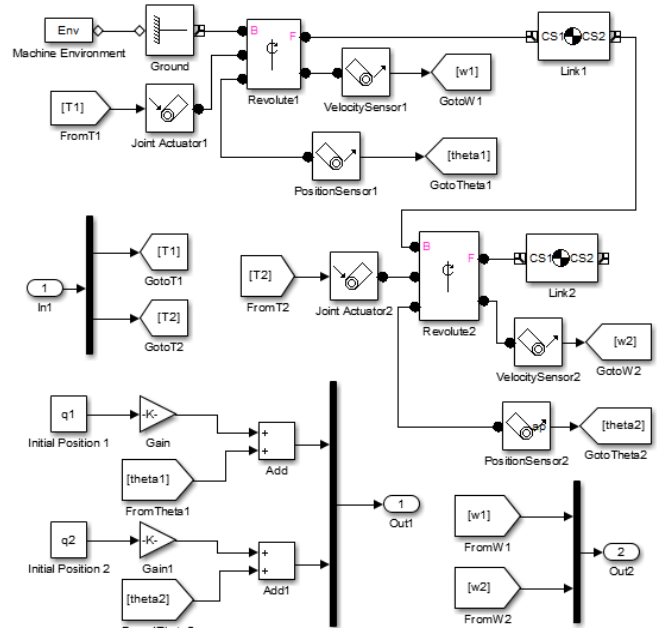 Env
Machine Environment
Ground
B
F
Revolute1
CS1 CS2
Link1
[T1]
FromT1
Joint Actuator1
VelocitySensor1
[w1]
GotoW1
PositionSensor1
[theta1]
GotoTheta1
1
In1
[T1]
GotoT1
[T2]
GotoT2
[T2]
FromT2
Joint Actuator2
B
F
Revolute2
CS1 CS2
Link2
VelocitySensor2
[w2]
GotoW2
ap
PositionSensor2
[theta2]
GotoTheta2
q1
Initial Position 1
-K-
Gain
[theta1]
FromTheta1
+
+
Add
q2
Initial Position 2
-K-
Gain1
[theta2]
+
+
Add1
1
Out1
[w1]
FromW1
[w2]
FromW2
2
Out2